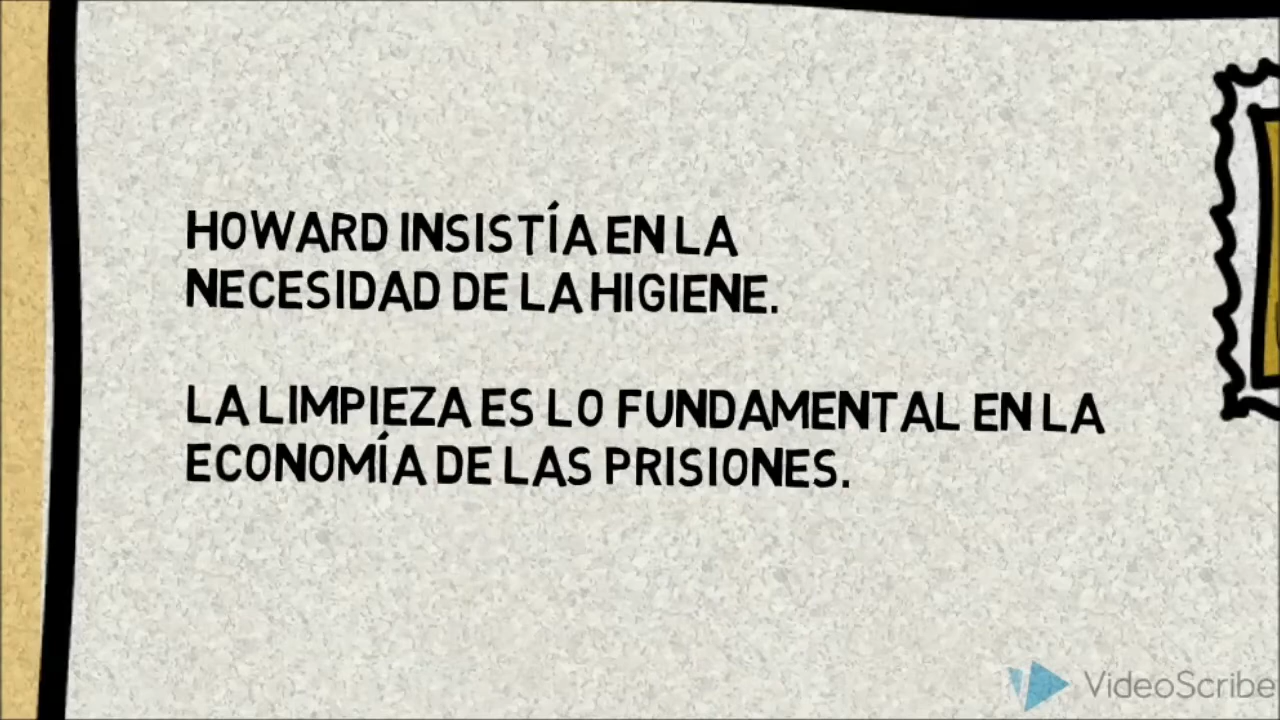 HOWARD INSISTÍA EN LA
NECESIDAD DE LA HIGIENE.
LA LIMPIEZA ES LO FUNDAMENTAL EN LA
ECONOMÍA DE LAS PRISIONES.
VideoScribe